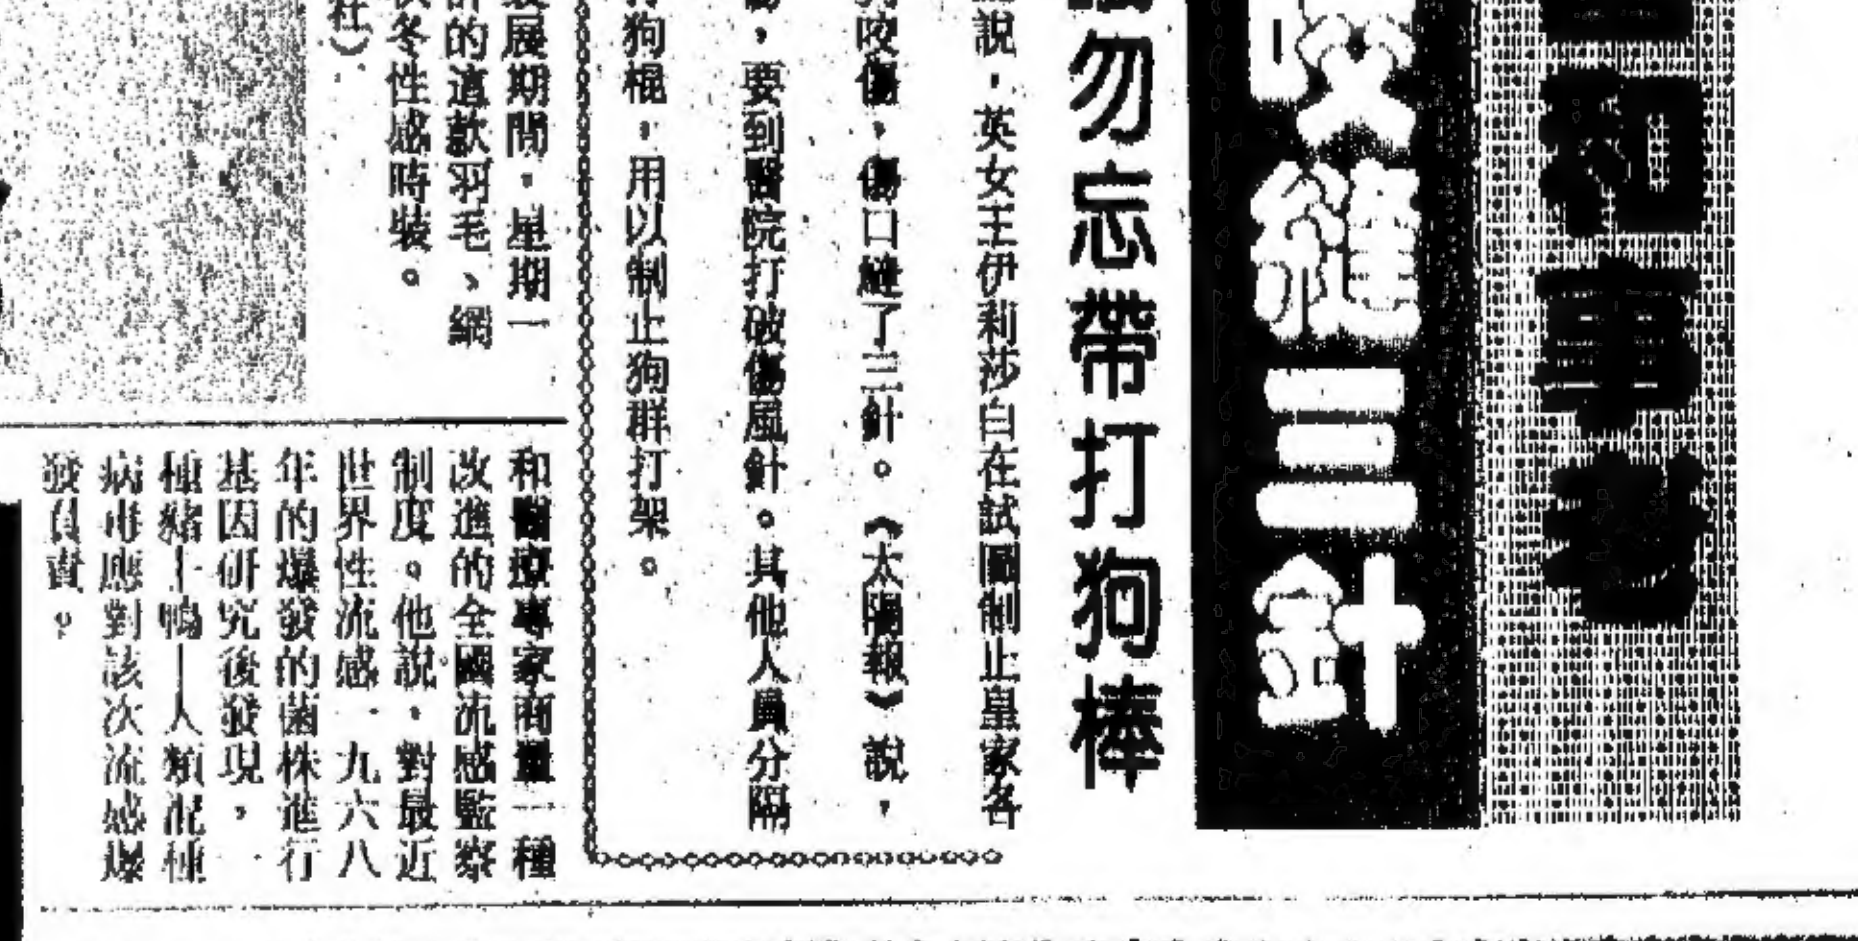 咬縫三針
勿忘帶打狗棒
說，英女王伊利莎白在試圖制止皇家各
咬傷，傷口縫了三針。《太陽報》說，
，要到醫院打破傷風針。其他人員分隔
狗棍，用以制止狗群打架。
展期間，星期一
的這款羽毛、網
冬性感時裝。
社）
和醫療專家商量一種
改進的全國流感監察
制度。他說，對最近
世界性流感一九六八
年的爆發的菌株進行
基因研究後發現，
種豬—鴨—人類混種
病毒應對該次流感爆
發負責。